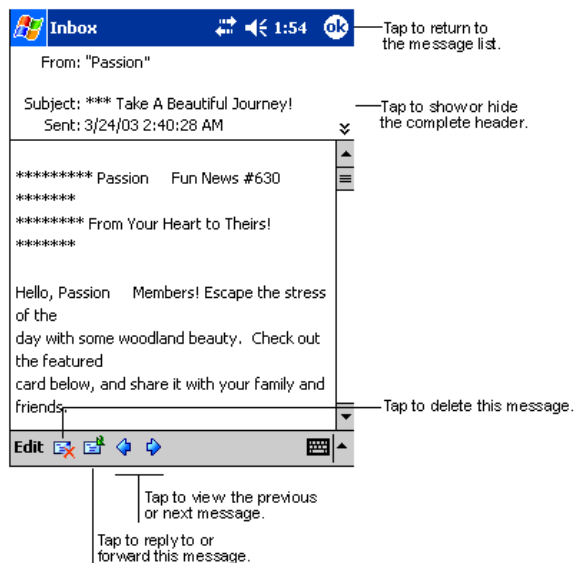 Inbox 1:54 ok
From: "Passion"
Subject: *** Take A Beautiful Journey!
Sent: 3/24/03 2:40:28 AM
********* Passion Fun News #630
*******
******** From Your Heart to Theirs!
*******
Hello, Passion Members! Escape the stress
of the
day with some woodland beauty. Check out
the featured
card below, and share it with your family and
friends.
Edit
Tap to return to
the message list.
Tap to show or hide
the complete header.
Tap to delete this message.
Tap to view the previous
or next message.
Tap to reply to or
forward this message.